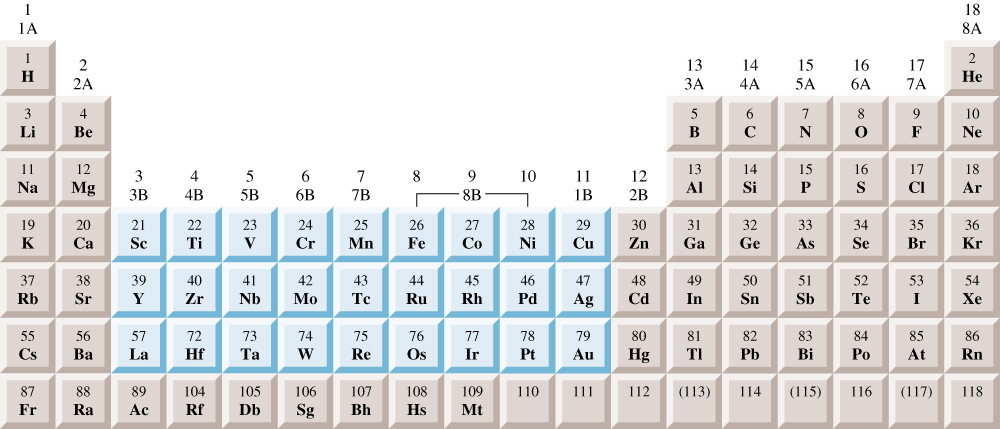 1 18
1A 8A
1 2 13 14 15 16 17 2
H 2A 3A 4A 5A 6A 7A He
3 4 5 6 7 8 9 10
Li Be B C N O F Ne
11 12 3 4 5 6 7 8 9 10 11 12 13 14 15 16 17 18
Na Mg 3B 4B 5B 6B 7B 8B 1B 2B Al Si P S Cl Ar
19 20 21 22 23 24 25 26 27 28 29 30 31 32 33 34 35 36
K Ca Sc Ti V Cr Mn Fe Co Ni Cu Zn Ga Ge As Se Br Kr
37 38 39 40 41 42 43 44 45 46 47 48 49 50 51 52 53 54
Rb Sr Y Zr Nb Mo Tc Ru Rh Pd Ag Cd In Sn Sb Te I Xe
55 56 57 72 73 74 75 76 77 78 79 80 81 82 83 84 85 86
Cs Ba La Hf Ta W Re Os Ir Pt Au Hg Tl Pb Bi Po At Rn
87 88 89 104 105 106 107 108 109 110 111 112 (113) 114 (115) 116 (117) 118
Fr Ra Ac Rf Db Sg Bh Hs Mt